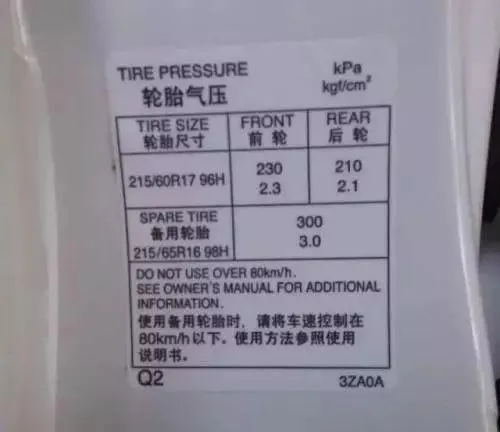 TIRE PRESSURE kPa
轮胎气压 kgf/cm²
TIRE SIZE FRONT REAR
轮胎尺寸 前轮 后轮
215/60R17 96H 230 210
2.3 2.1
SPARE TIRE 300
备用轮胎 3.0
215/65R16 98H
DO NOT USE OVER 80km/h.
SEE OWNER'S MANUAL FOR ADDITIONAL
INFORMATION.
使用备用轮胎时, 请将车速控制在
80km/h以下。使用方法参照使用
说明书。
Q2 3ZA0A